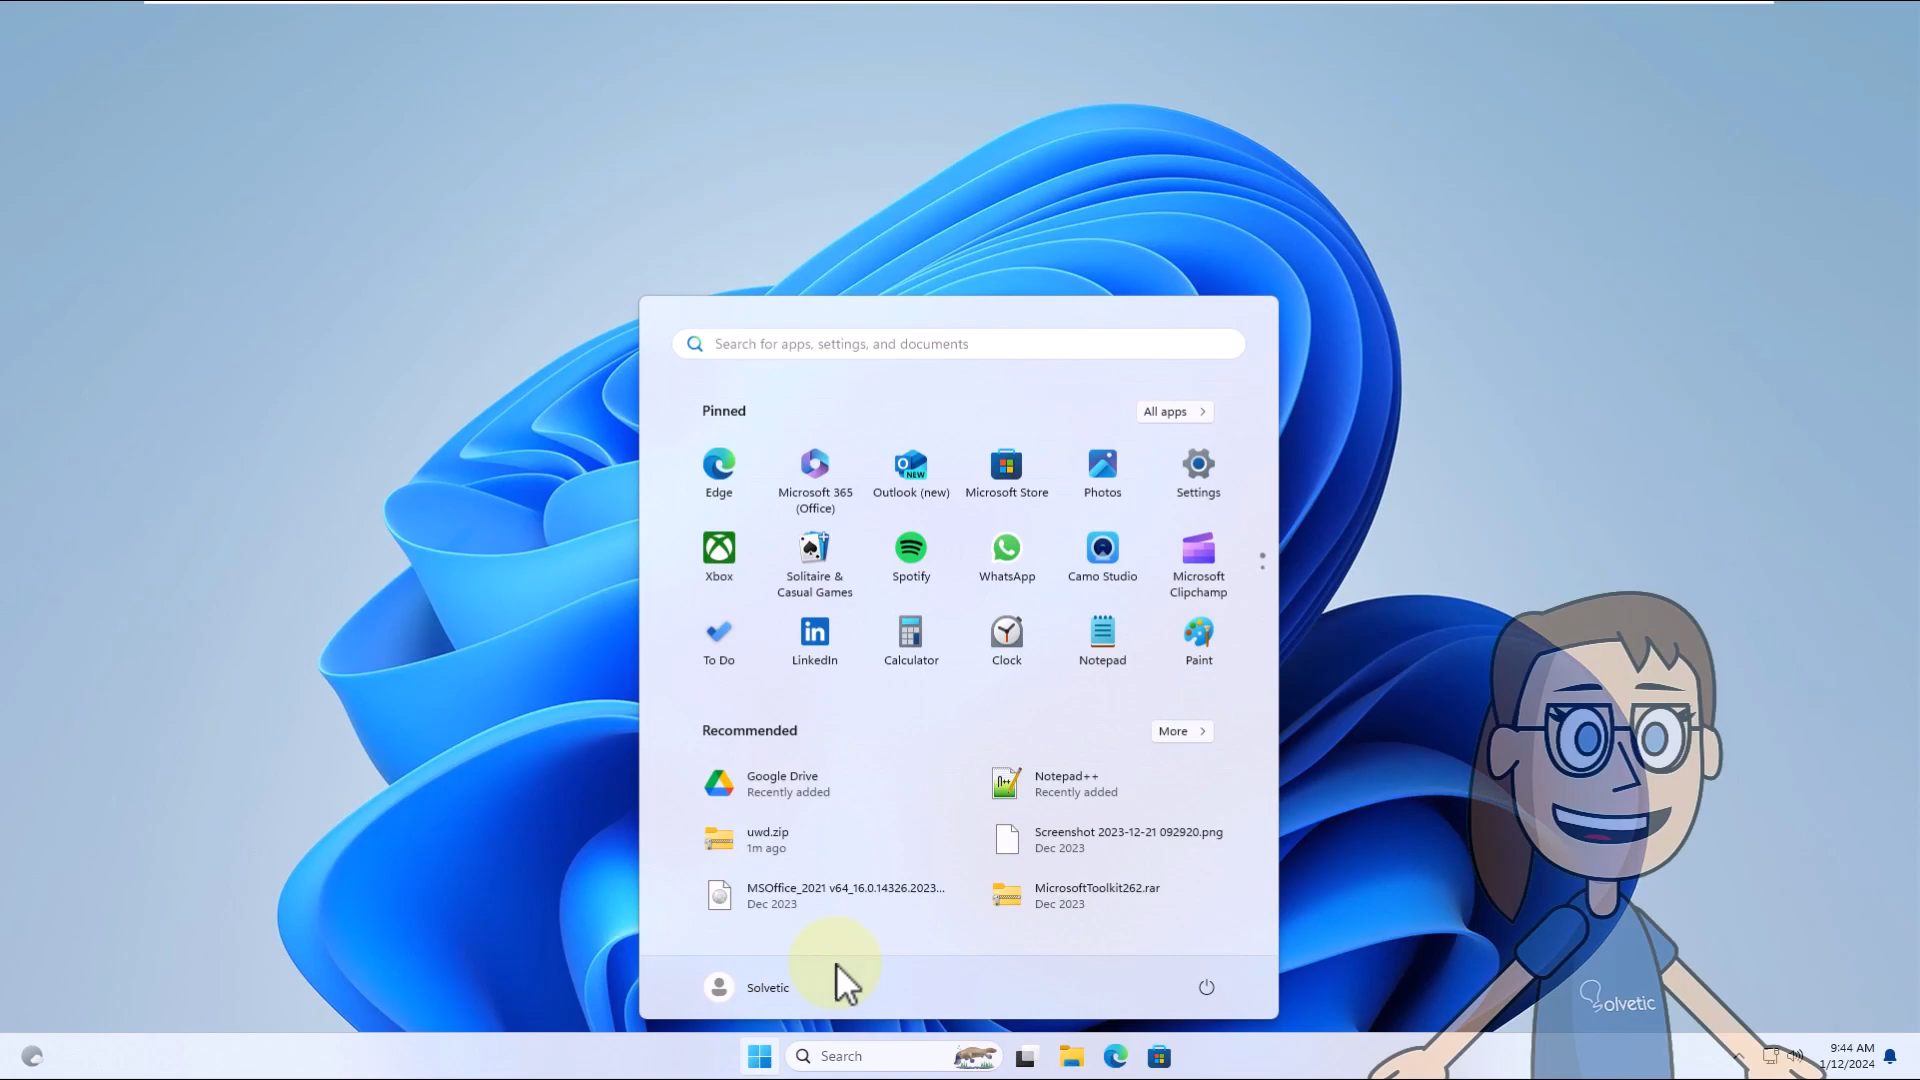 Search for apps, settings, and documents
Pinned
All apps
Edge
Microsoft 365
(Office)
Outlook (new)
Microsoft Store
Photos
Settings
Xbox
Solitaire &
Casual Games
Spotify
WhatsApp
Camo Studio
Microsoft
Clipchamp
To Do
LinkedIn
Calculator
Clock
Notepad
Paint
Recommended
More
Google Drive
Recently added
Notepad++
Recently added
uwd.zip
1m ago
Screenshot 2023-12-21 092920.png
Dec 2023
MSOffice_2021 v64_16.0.14326.2023...
Dec 2023
MicrosoftToolkit262.rar
Dec 2023
Solvetic
Solvetic
Search
9:44 AM
1/12/2024